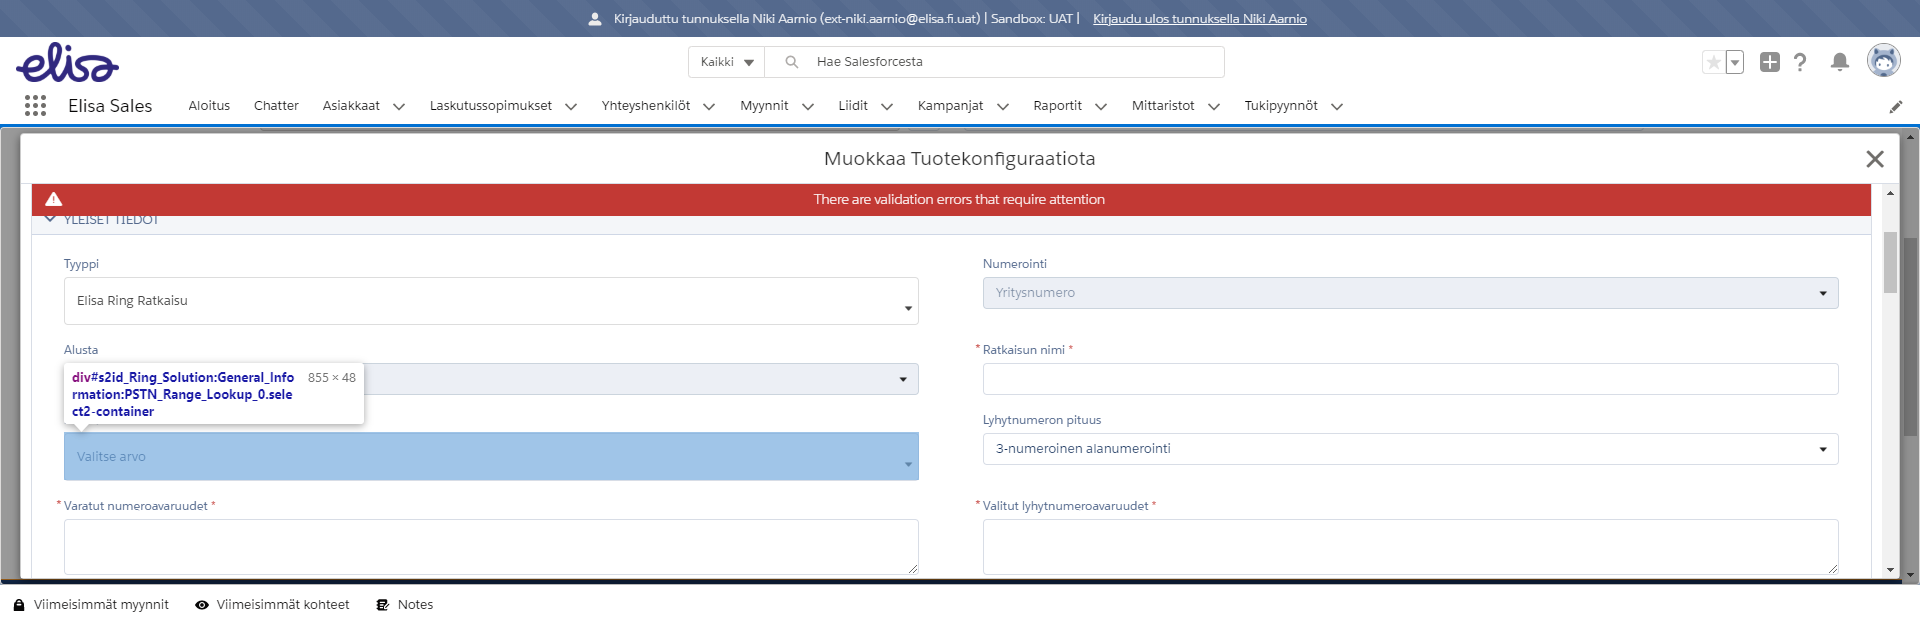 Kirjauduttu tunnuksella Niki Aarnio (ext-niki.aarnio@elisa.fi.uat) | Sandbox: UAT | Kirjaudu ulos tunnuksella Niki Aarnio
elisa
Kaikki
Hae Salesforcesta
Elisa Sales
Aloitus
Chatter
Asiakkaat
Laskutussopimukset
Yhteyshenkilöt
Myynnit
Liidit
Kampanjat
Raportit
Mittaristot
Tukipyynnöt
Muokkaa Tuotekonfiguraatiota
There are validation errors that require attention
YLEISET TIEDOT
Tyyppi
Numerointi
Elisa Ring Ratkaisu
Yritysnumero
Alusta
* Ratkaisun nimi *
div#s2id_Ring_Solution:General_Info 855 × 48
rmation:PSTN_Range_Lookup_0.sele
ct2-container
Lyhytnumeron pituus
Valitse arvo
3-numeroinen alanumerointi
* Varatut numeroavaruudet *
* Valitut lyhytnumeroavaruudet *
Viimeisimmät myynnit
Viimeisimmät kohteet
Notes